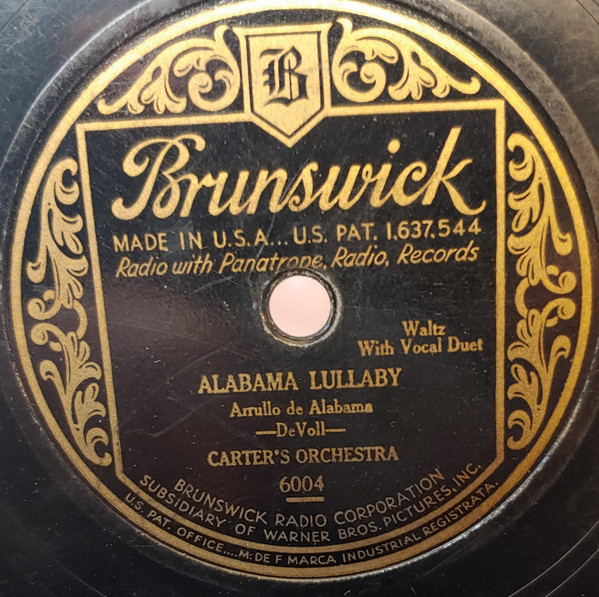 B
Brunswick
MADE IN U.S.A... U.S. PAT. 1.637.544
Radio with Panatrope, Radio, Records
Waltz
With Vocal Duet
ALABAMA LULLABY
Arrullo de Alabama
—DeVoll—
CARTER'S ORCHESTRA
6004
BRUNSWICK RADIO CORPORATION
SUBSIDIARY OF WARNER BROS. PICTURES, INC.
U.S. PAT. OFFICE....M: DE F MARCA INDUSTRIAL REGISTRATA.